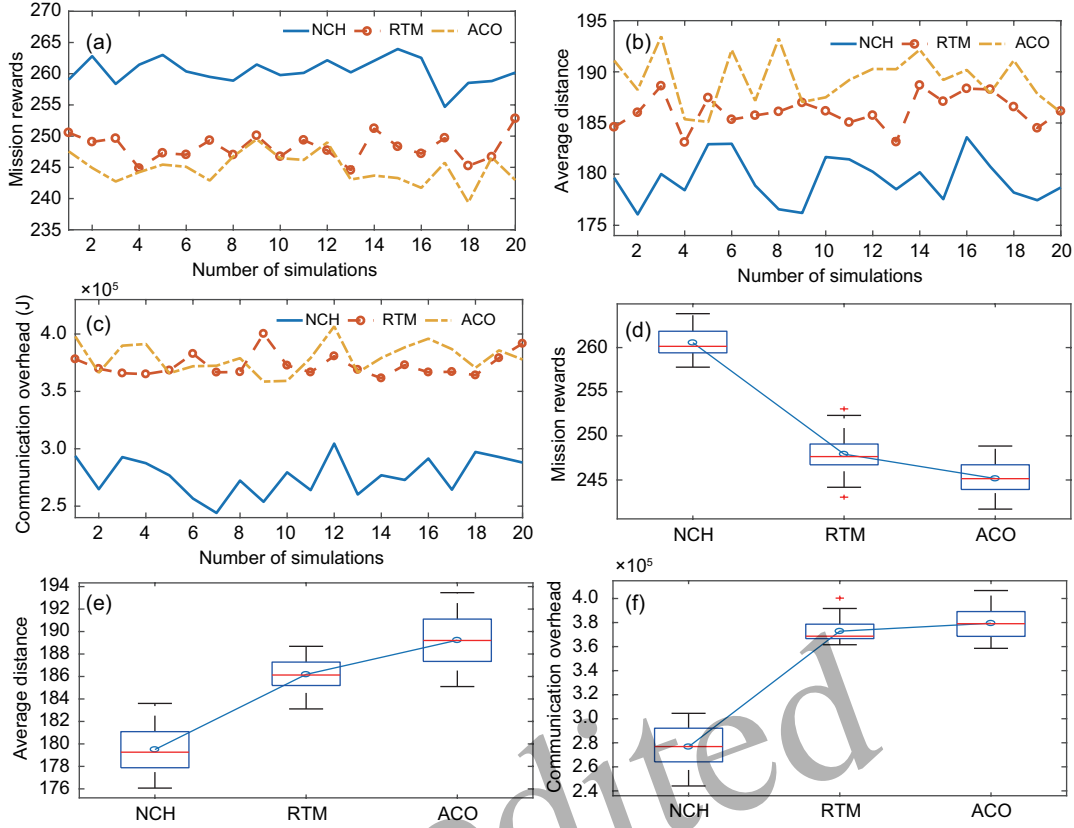 270
265
260
255
250
245
240
235
Mission rewards
(a)
NCH RTM ACO
2 4 6 8 10 12 14 16 18 20
Number of simulations
195
190
185
180
175
Average distance
(b)
NCH RTM ACO
2 4 6 8 10 12 14 16 18 20
Number of simulations
×10⁵
4.0
3.5
3.0
2.5
Communication overhead (J)
(c)
NCH RTM ACO
2 4 6 8 10 12 14 16 18 20
Number of simulations
260
255
250
245
Mission rewards
(d)
NCH RTM ACO
194
192
190
188
186
184
182
180
178
176
Average distance
(e)
NCH RTM ACO
×10⁵
4.0
3.8
3.6
3.4
3.2
3.0
2.8
2.6
2.4
Communication overhead
(f)
NCH RTM ACO
edited